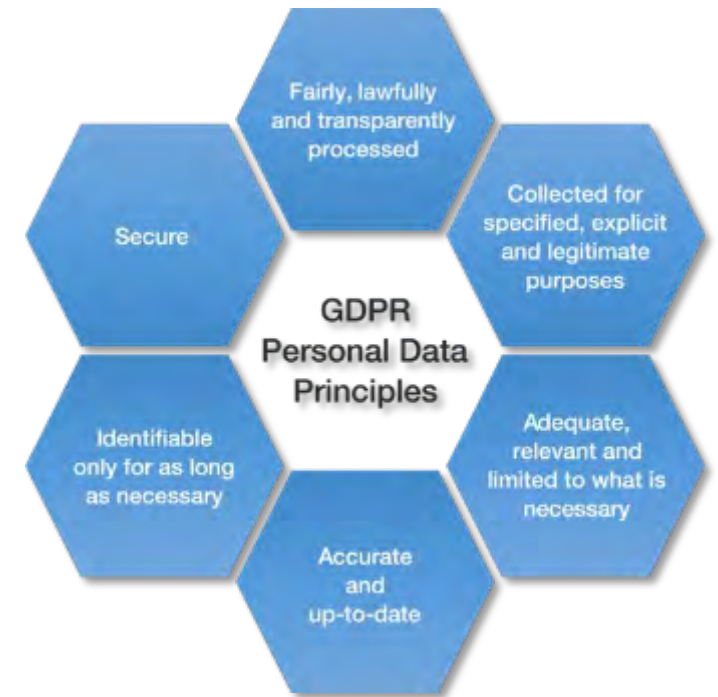 GDPR
Personal Data
Principles
Fairly, lawfully
and transparently
processed
Collected for
specified, explicit
and legitimate
purposes
Adequate,
relevant and
limited to what is
necessary
Accurate
and
up-to-date
Identifiable
only for as long
as necessary
Secure